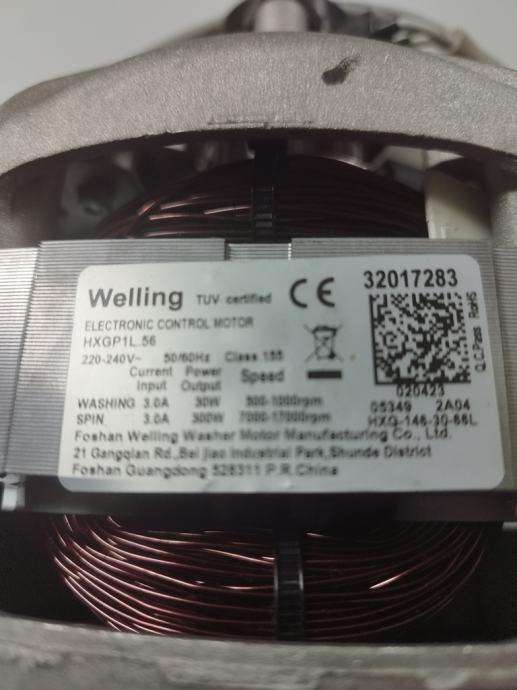 Welling TUV certified CE 32017283
ELECTRONIC CONTROL MOTOR
HXGP1L.56
220-240V~ 50/60Hz Class 155
Current Power
Input Output Speed
WASHING 3.0A 30W 500-1000rpm
SPIN 3.0A 300W 7000-17000rpm
Foshan Welling Washer Motor Manufacturing Co., Ltd.
21 Gangqian Rd., Bei jiao Industrial Park, Shunde District
Foshan Guangdong 528311 P.R.China
Q.C.Pass RoHS
020423
05349 2A04
HXG-146-30-56L